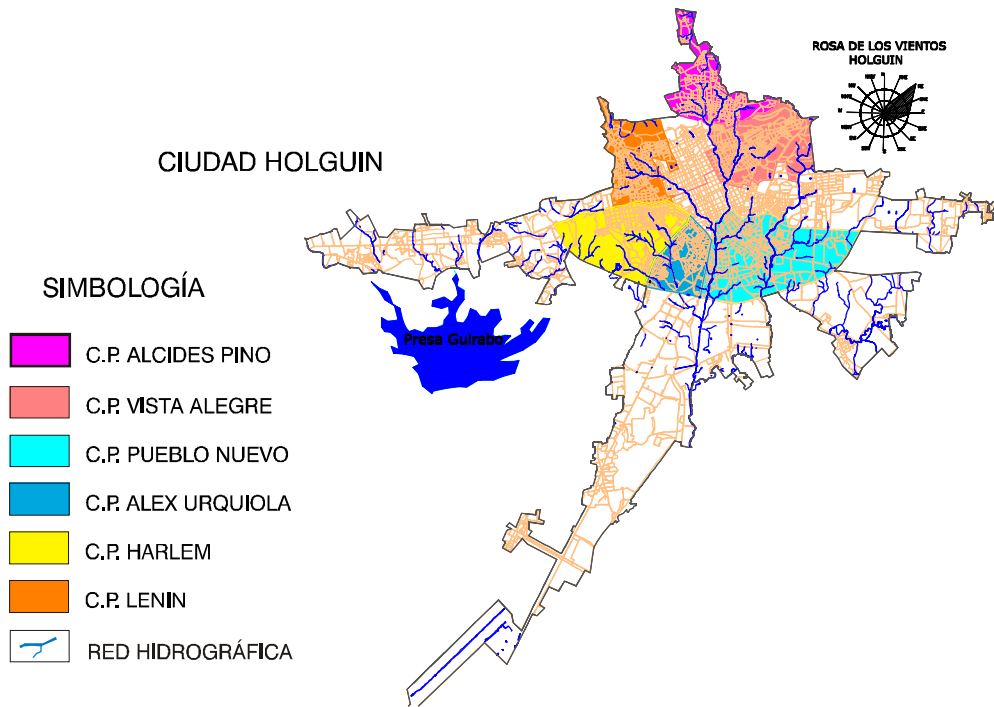 ROSA DE LOS VIENTOS
HOLGUIN
CIUDAD HOLGUIN
SIMBOLOGÍA
Presa Guirabo
C.P. ALCIDES PINO
C.P. VISTA ALEGRE
C.P. PUEBLO NUEVO
C.P. ALEX URQUIOLA
C.P. HARLEM
C.P. LENIN
RED HIDROGRÁFICA